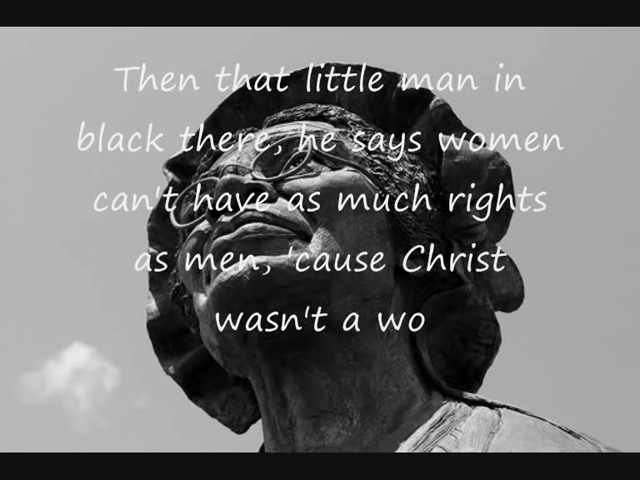 Then that little man in
black there, he says women
can't have as much rights
as men, 'cause Christ
wasn't a wo